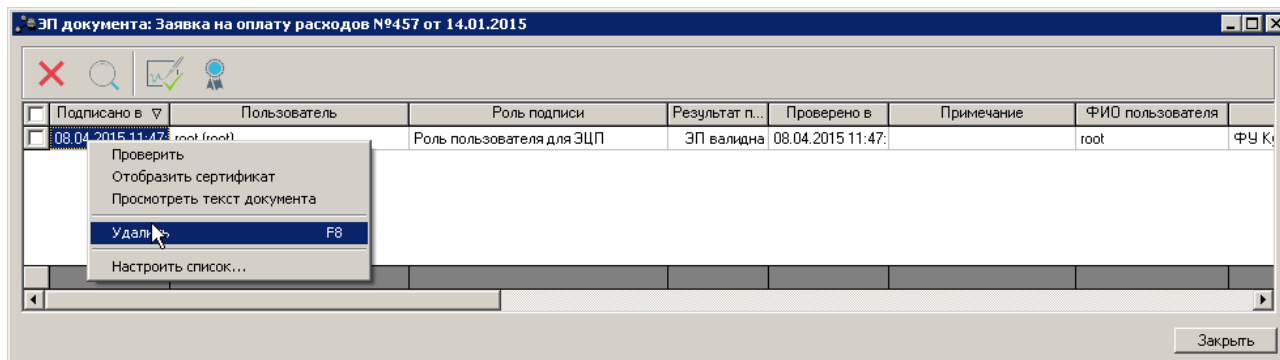 ЭП документа: Заявка на оплату расходов №457 от 14.01.2015
Подписано в Пользователь Роль подписи Результат п... Проверено в Примечание ФИО пользователя
08.04.2015 11:47: root (root) Роль пользователя для ЭЦП ЭП валидна 08.04.2015 11:47: root ФУ
Проверить
Отобразить сертификат
Просмотреть текст документа
Удалить F8
Настроить список...
Закрыть